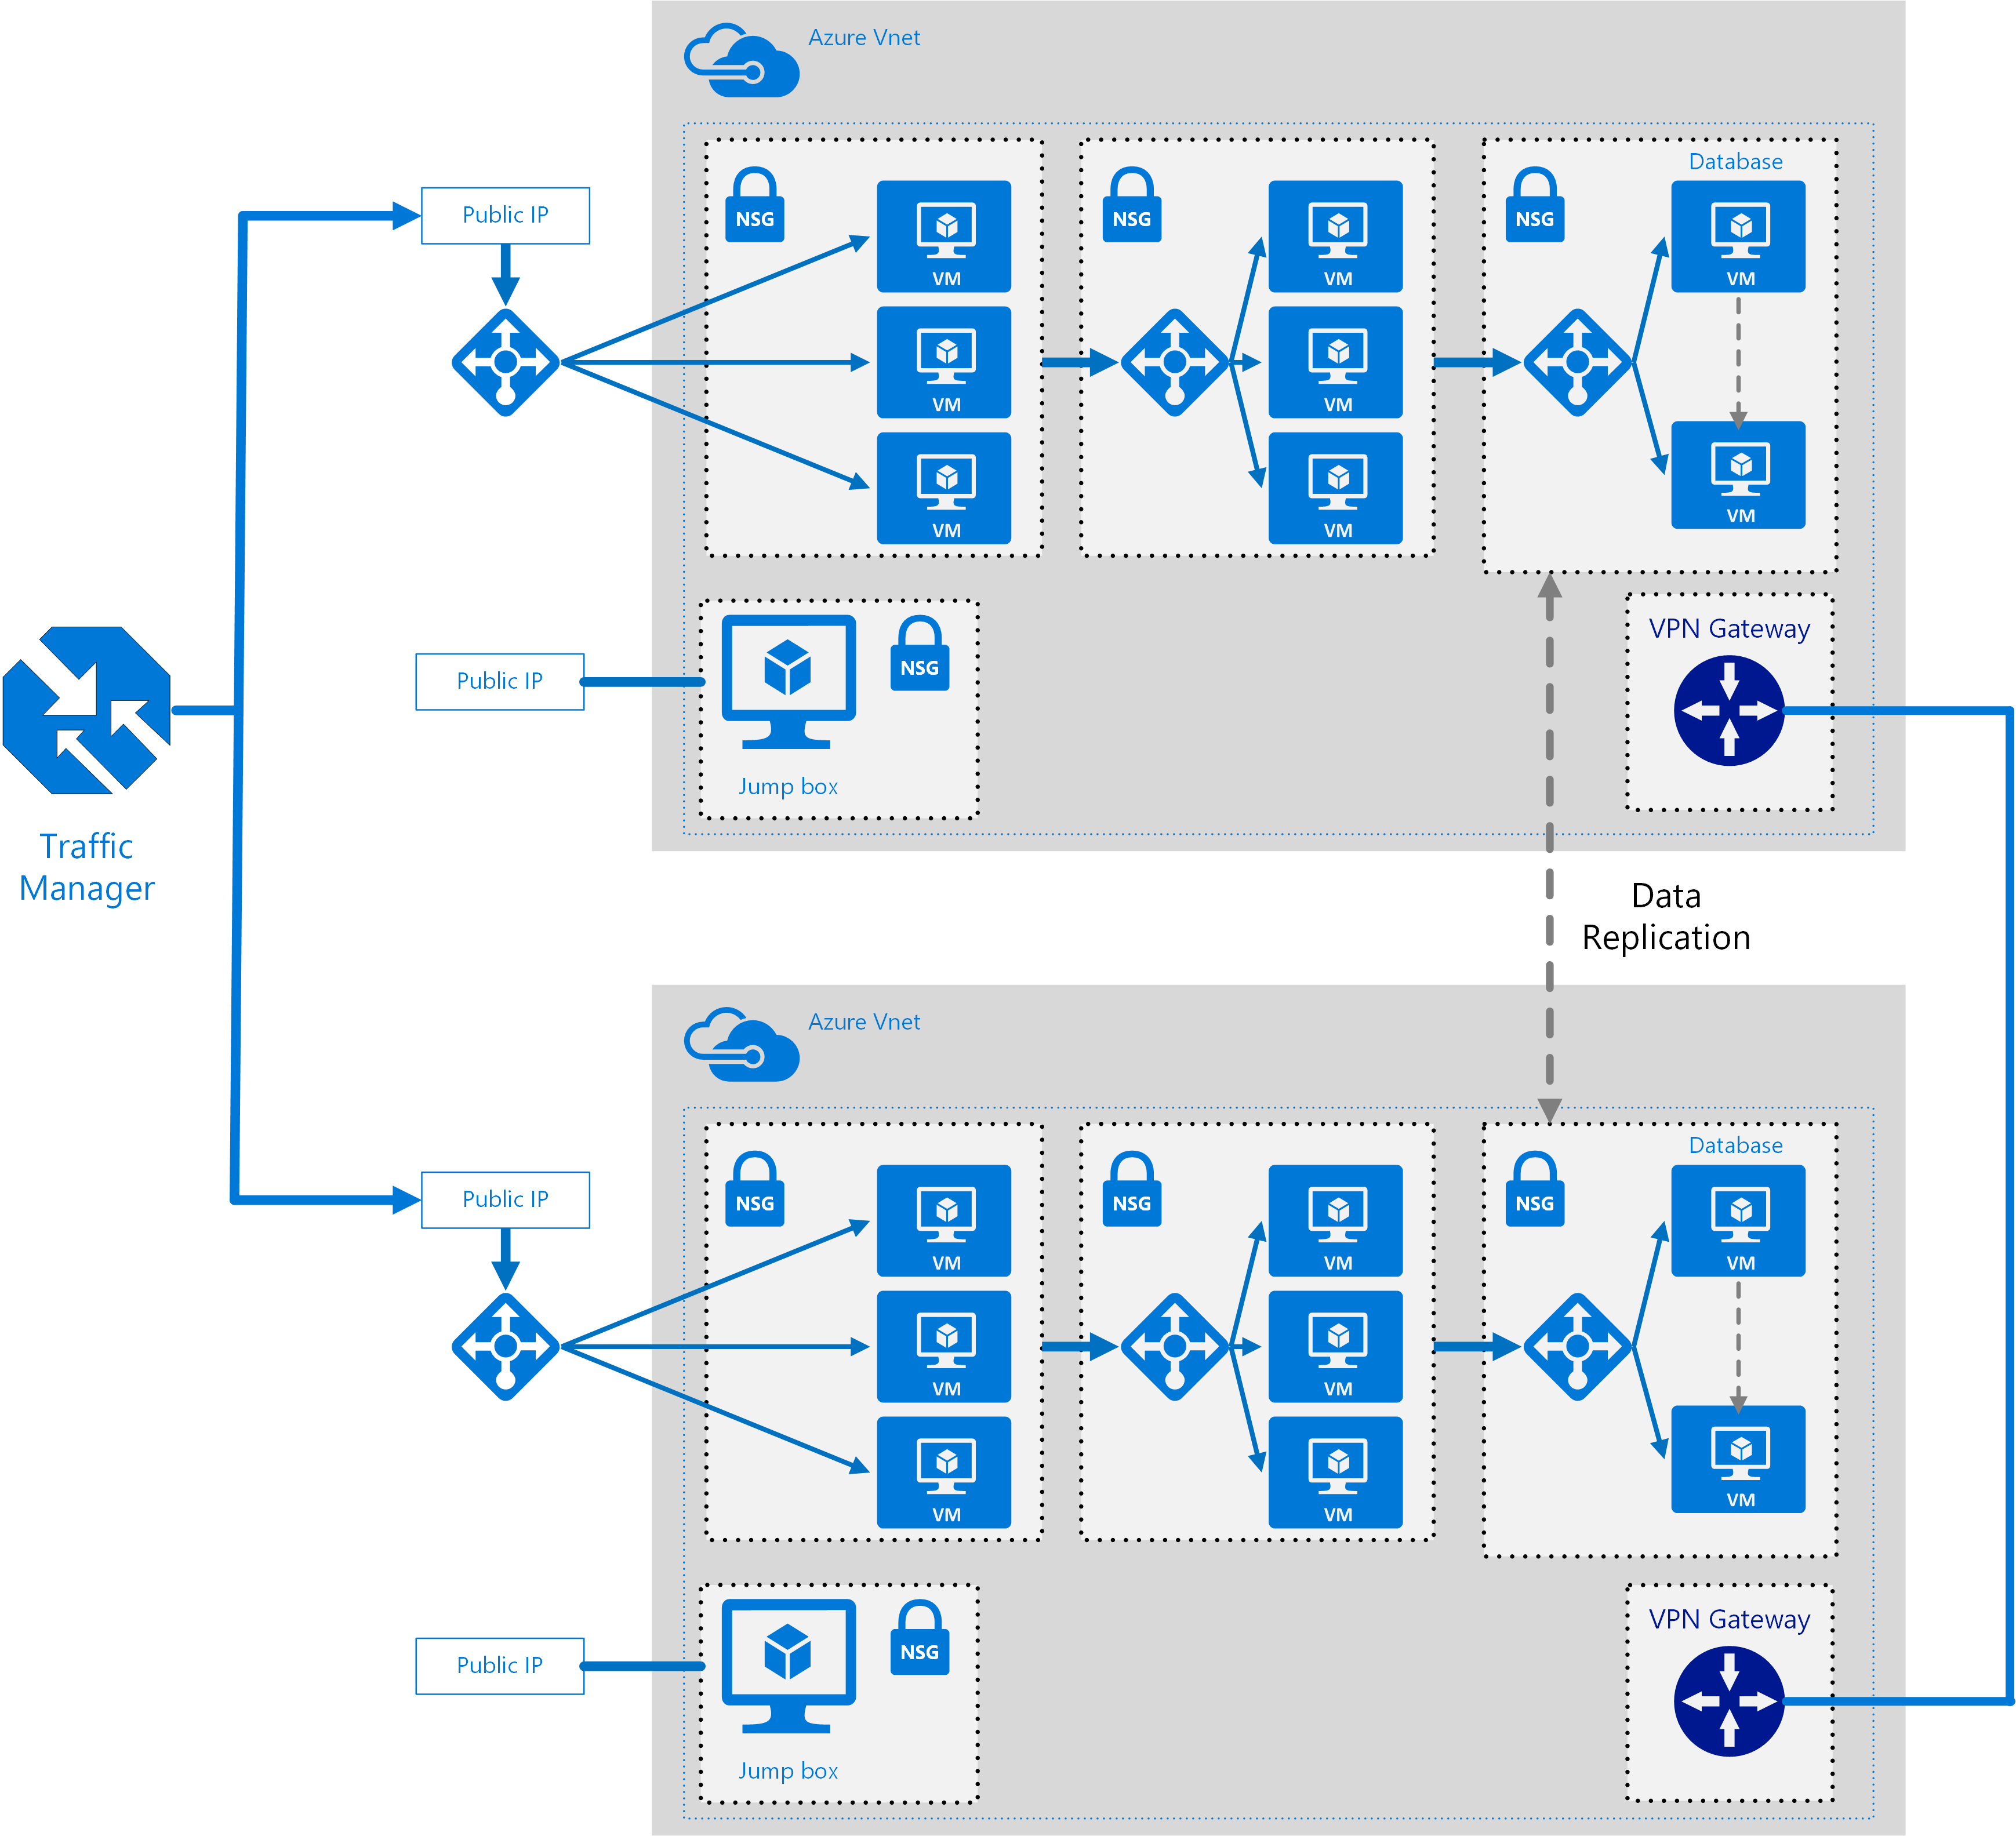 Azure Vnet
Database
NSG
NSG
NSG
Public IP
VM
VM
VM
VM
VM
VM
VM
VM
VPN Gateway
NSG
Public IP
Jump box
Traffic
Manager
Data
Replication
Azure Vnet
Database
NSG
NSG
NSG
Public IP
VM
VM
VM
VM
VM
VM
VM
VM
VPN Gateway
NSG
Public IP
Jump box